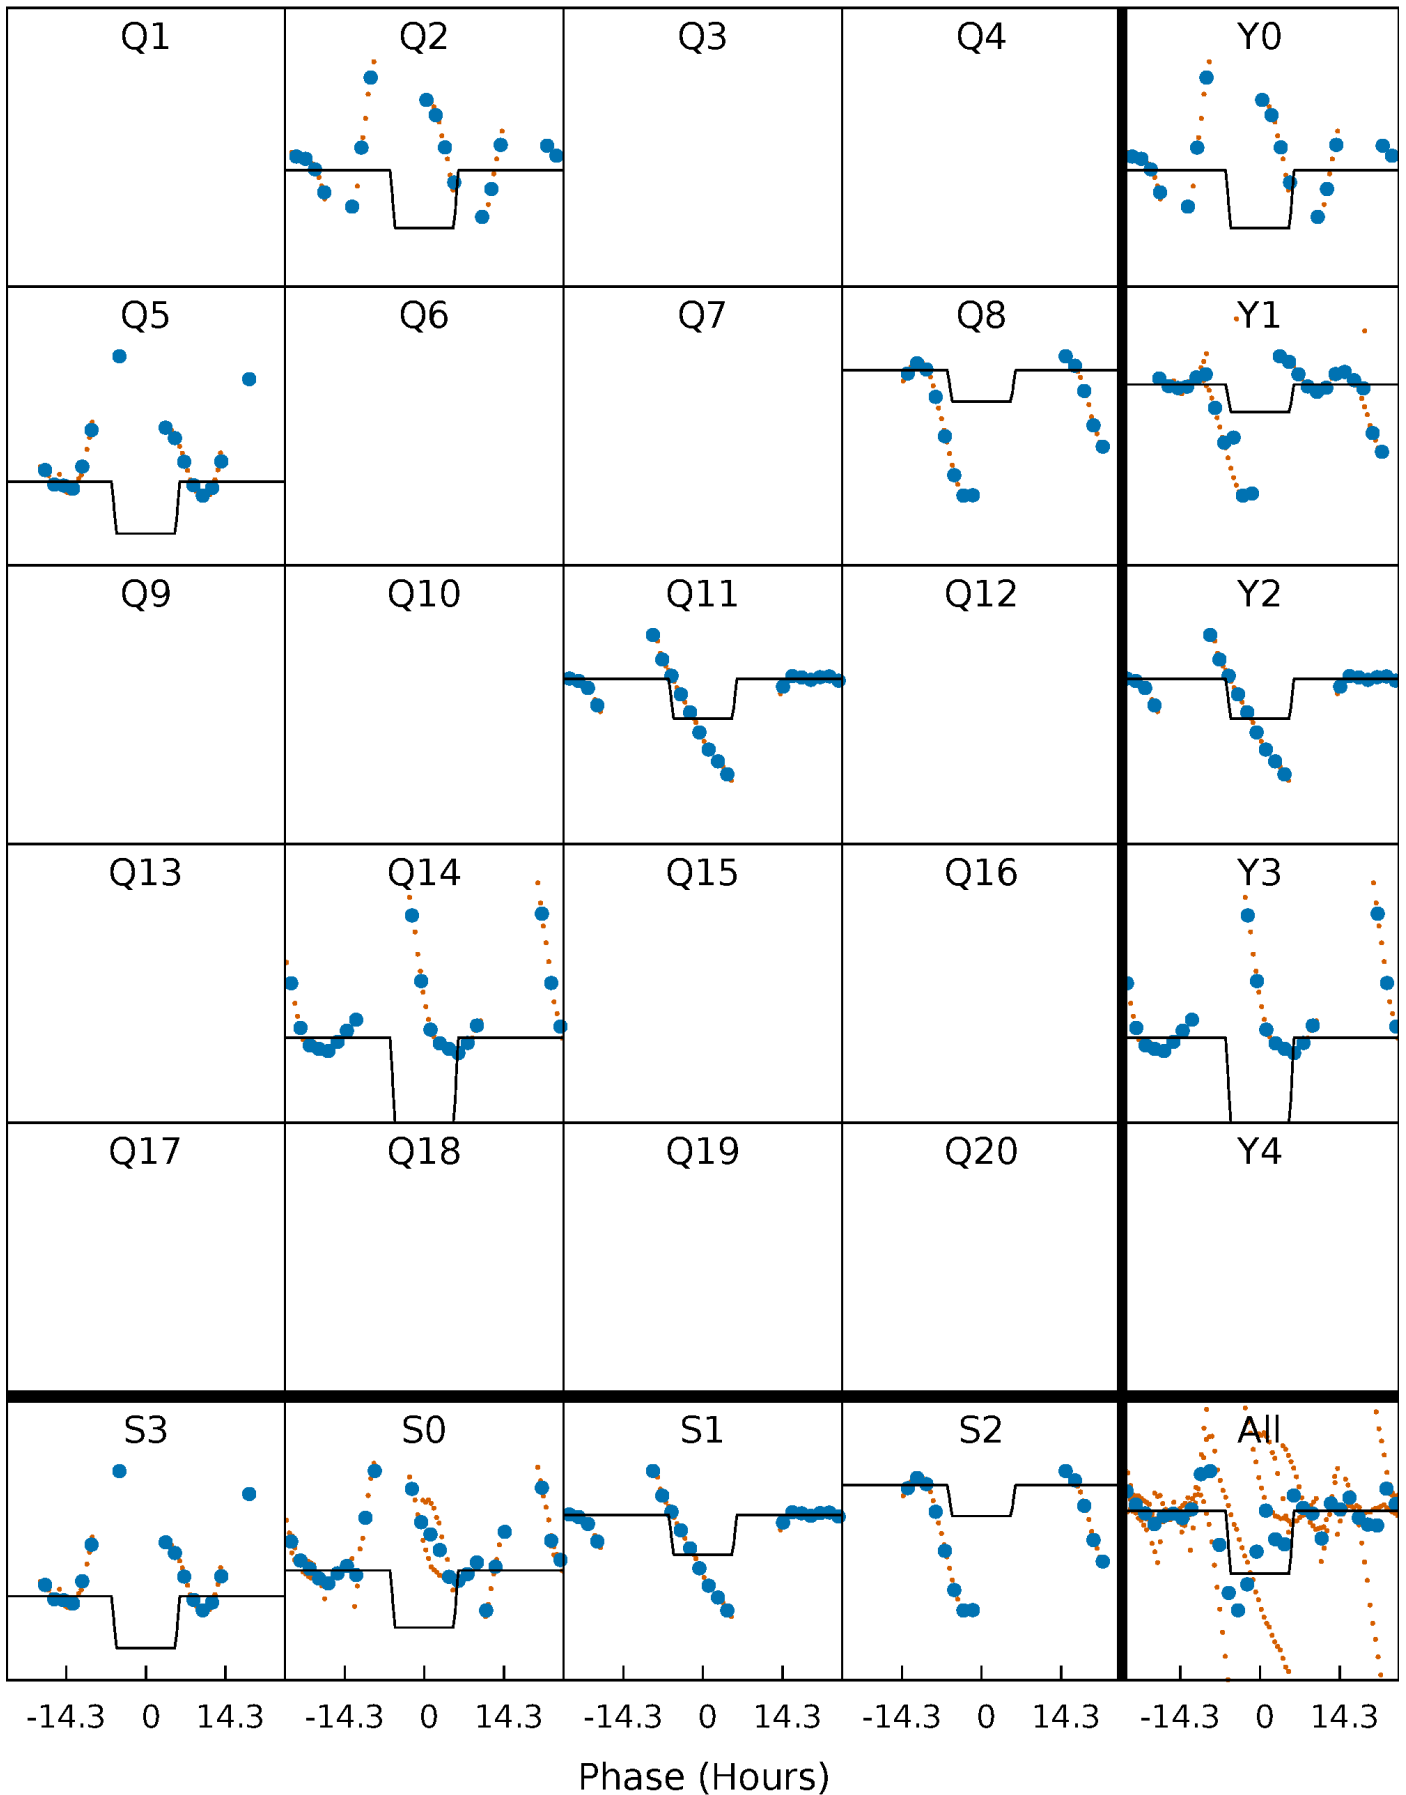 Q1 Q2 Q3 Q4 Y0
Q5 Q6 Q7 Q8 Y1
Q9 Q10 Q11 Q12 Y2
Q13 Q14 Q15 Q16 Y3
Q17 Q18 Q19 Q20 Y4
S3 S0 S1 S2 All
-14.3 0 14.3 -14.3 0 14.3 -14.3 0 14.3 -14.3 0 14.3 -14.3 0 14.3
Phase (Hours)